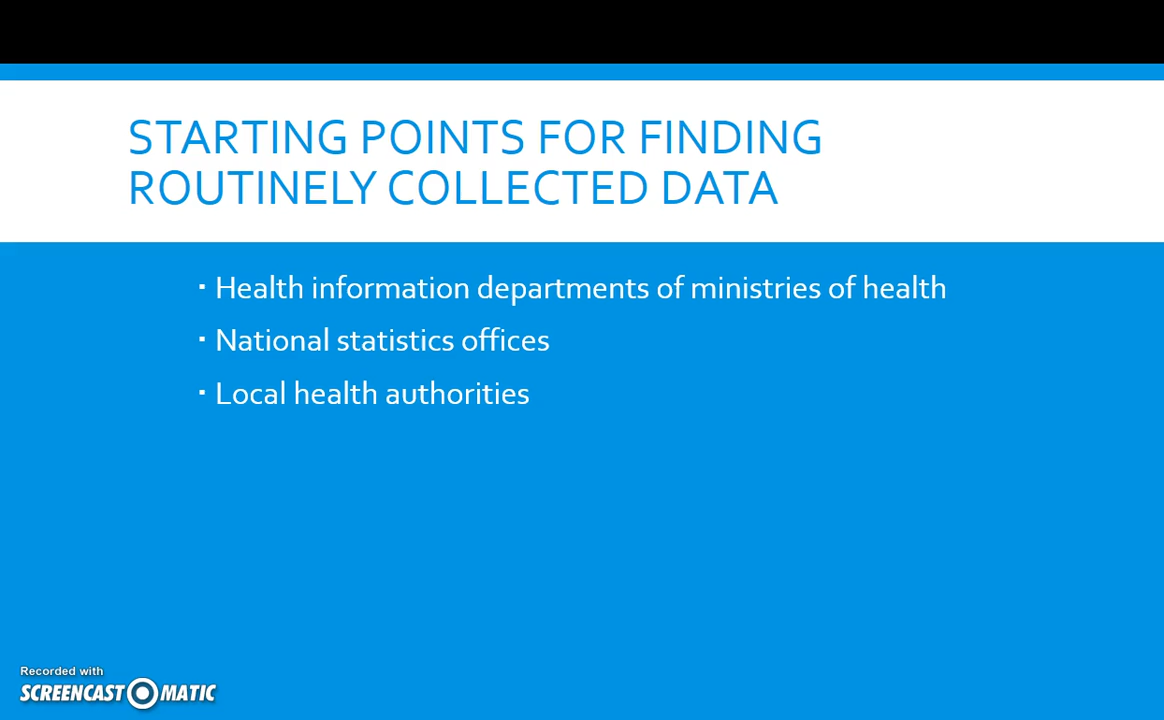 STARTING POINTS FOR FINDING
ROUTINELY COLLECTED DATA
▪ Health information departments of ministries of health
▪ National statistics offices
▪ Local health authorities
Recorded with
SCREENCAST-O-MATIC